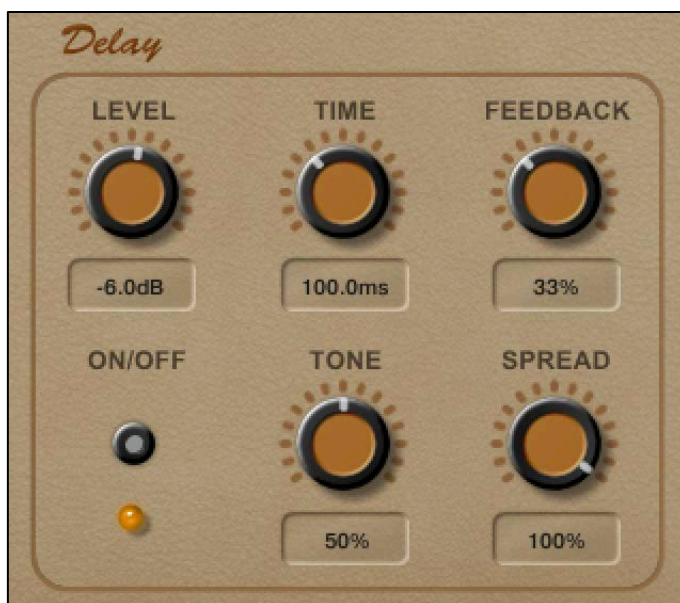 Delay
LEVEL TIME FEEDBACK
-6.0dB 100.0ms 33%
ON/OFF TONE SPREAD
50% 100%